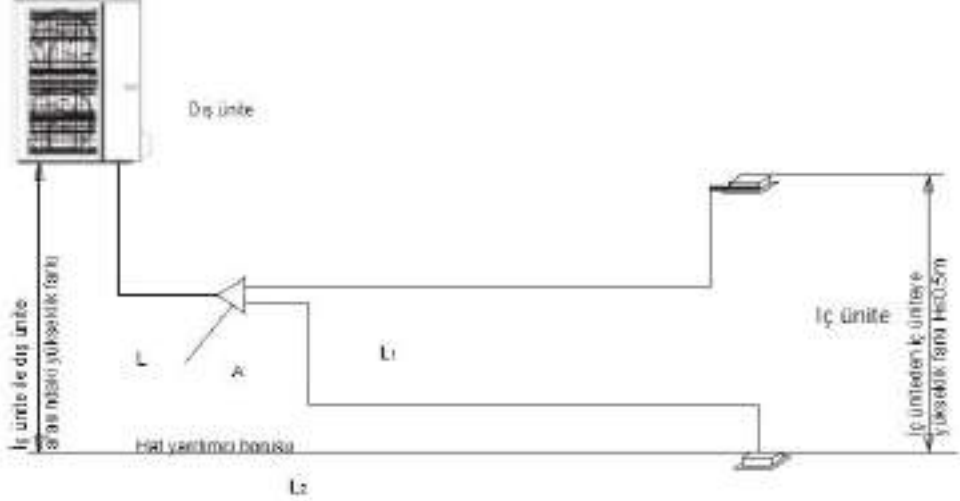 Dış ünite
İç ünite ile dış ünite
arasındaki yükseklik farkı
L
A
L1
İç ünite
İç üniteden iç üniteye
yükseklik farkı H≤0.5m
Hat yardımcı borusu
L2